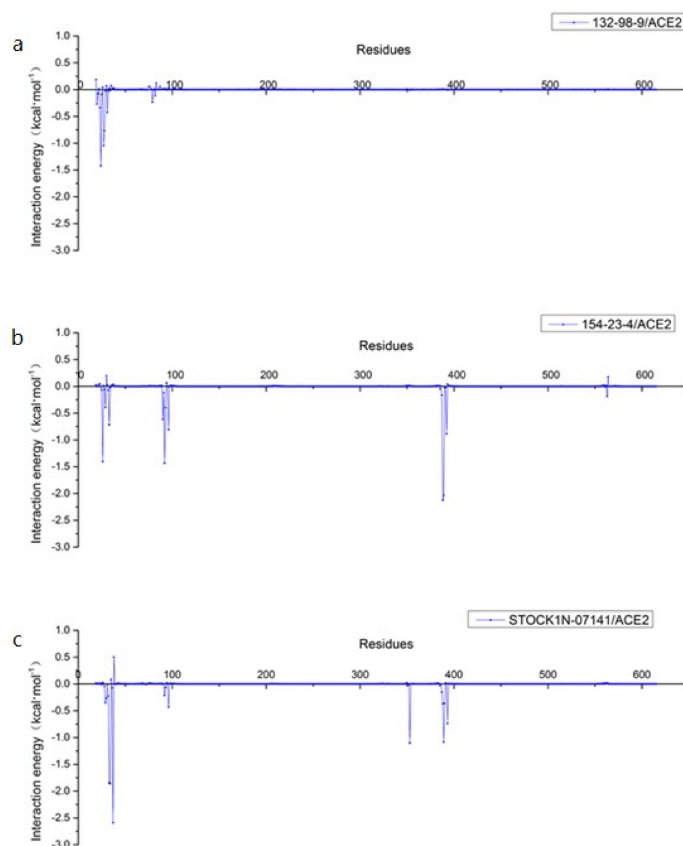 a
132-98-9/ACE2
Residues
Interaction energy（kcal·mol⁻¹）
1.0
0.5
0.0
-0.5
-1.0
-1.5
-2.0
-2.5
-3.0
0 100 200 300 400 500 600
b
154-23-4/ACE2
Residues
Interaction energy（kcal·mol⁻¹）
1.0
0.5
0.0
-0.5
-1.0
-1.5
-2.0
-2.5
-3.0
0 100 200 300 400 500 600
c
STOCK1N-07141/ACE2
Residues
Interaction energy（kcal·mol⁻¹）
1.0
0.5
0.0
-0.5
-1.0
-1.5
-2.0
-2.5
-3.0
0 100 200 300 400 500 600